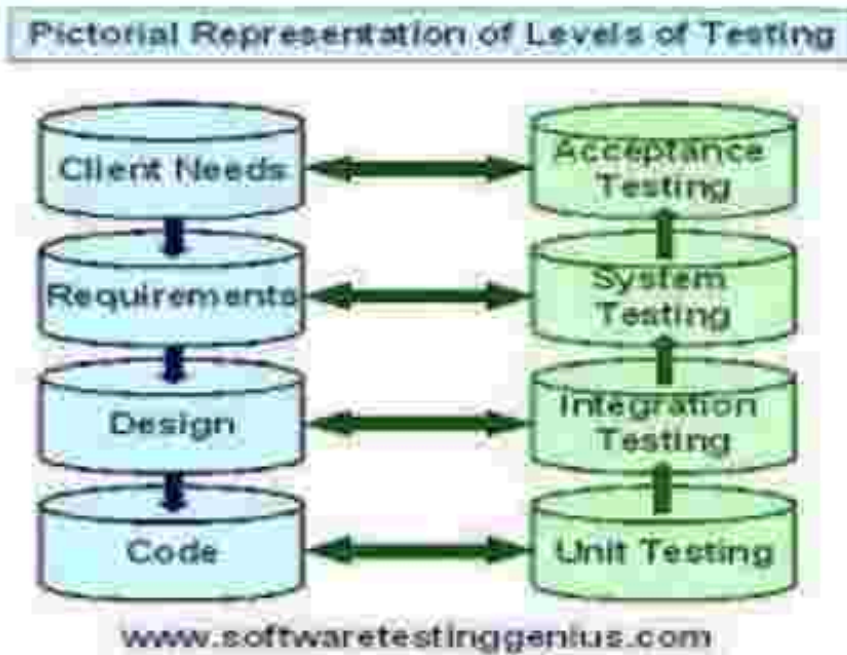 Pictorial Representation of Levels of Testing
Client Needs
Acceptance
Testing
Requirements
System
Testing
Design
Integration
Testing
Code
Unit Testing
www.softwaretestinggenius.com